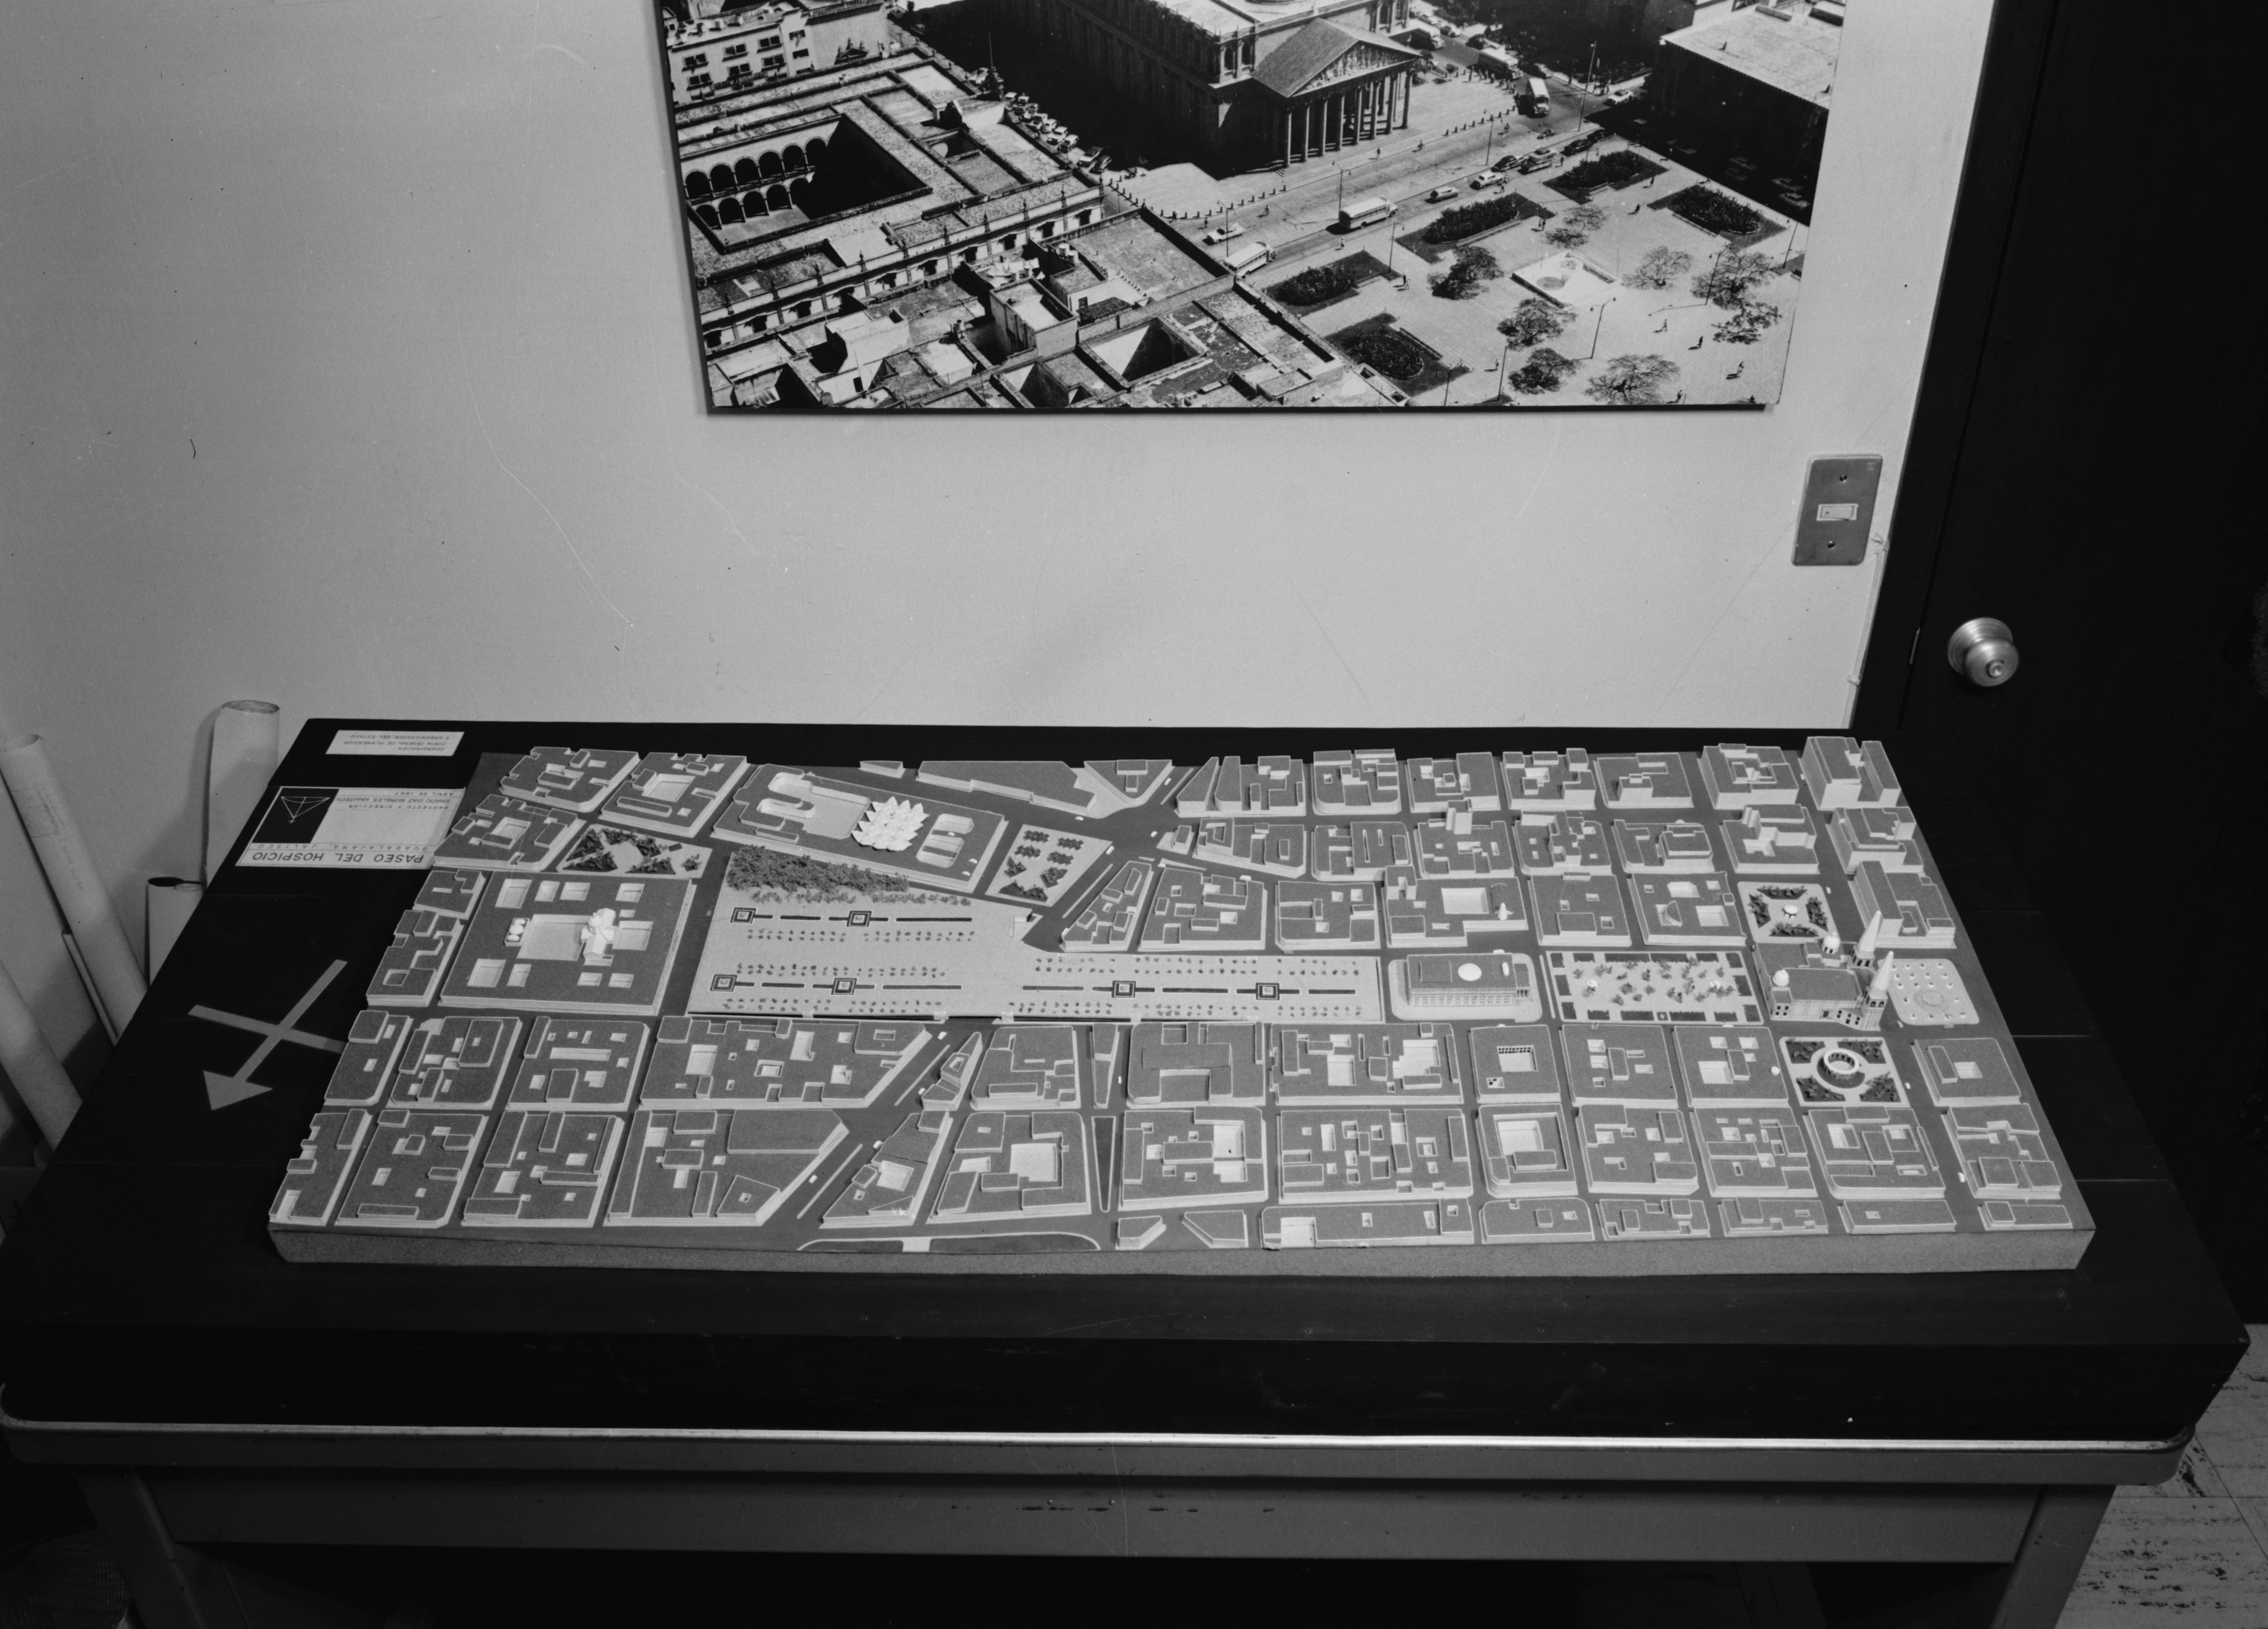 PASEO DEL HOSPICIO
GUADALAJARA, JALISCO
PROYECTO Y DIRECCION
IGNACIO DIAZ MORALES ARQUITECTO
ABRIL DE 1967
COORDINACION:
JUNTA GENERAL DE PLANEACION
Y URBANIZACION DEL ESTADO